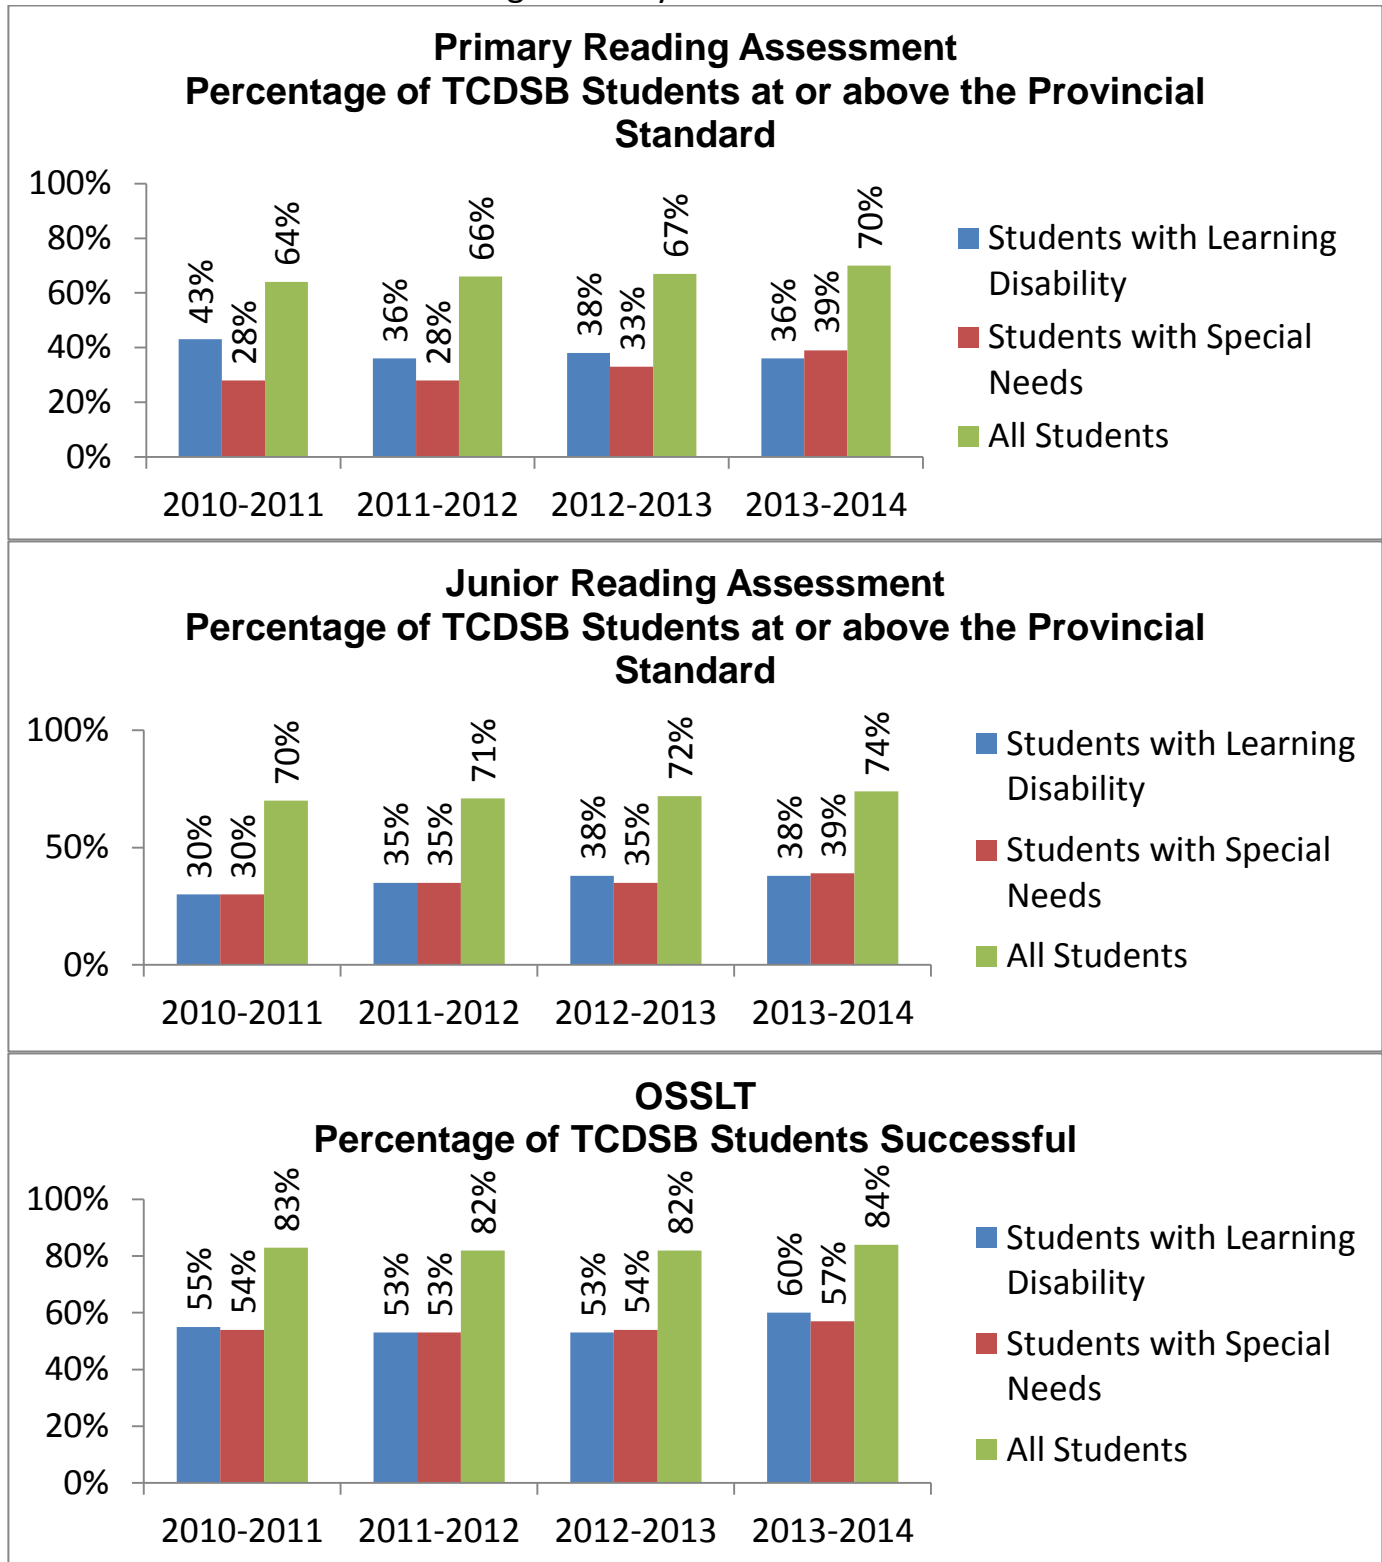 Primary Reading Assessment
Percentage of TCDSB Students at or above the Provincial
Standard
100%
80%
60%
40%
20%
0%
43%
28%
64%
36%
28%
66%
38%
33%
67%
36%
39%
70%
2010-2011
2011-2012
2012-2013
2013-2014
Students with Learning
Disability
Students with Special
Needs
All Students
Junior Reading Assessment
Percentage of TCDSB Students at or above the Provincial
Standard
100%
50%
0%
30%
30%
70%
35%
35%
71%
38%
35%
72%
38%
39%
74%
2010-2011
2011-2012
2012-2013
2013-2014
Students with Learning
Disability
Students with Special
Needs
All Students
OSSLT
Percentage of TCDSB Students Successful
100%
80%
60%
40%
20%
0%
55%
54%
83%
53%
53%
82%
53%
54%
82%
60%
57%
84%
2010-2011
2011-2012
2012-2013
2013-2014
Students with Learning
Disability
Students with Special
Needs
All Students